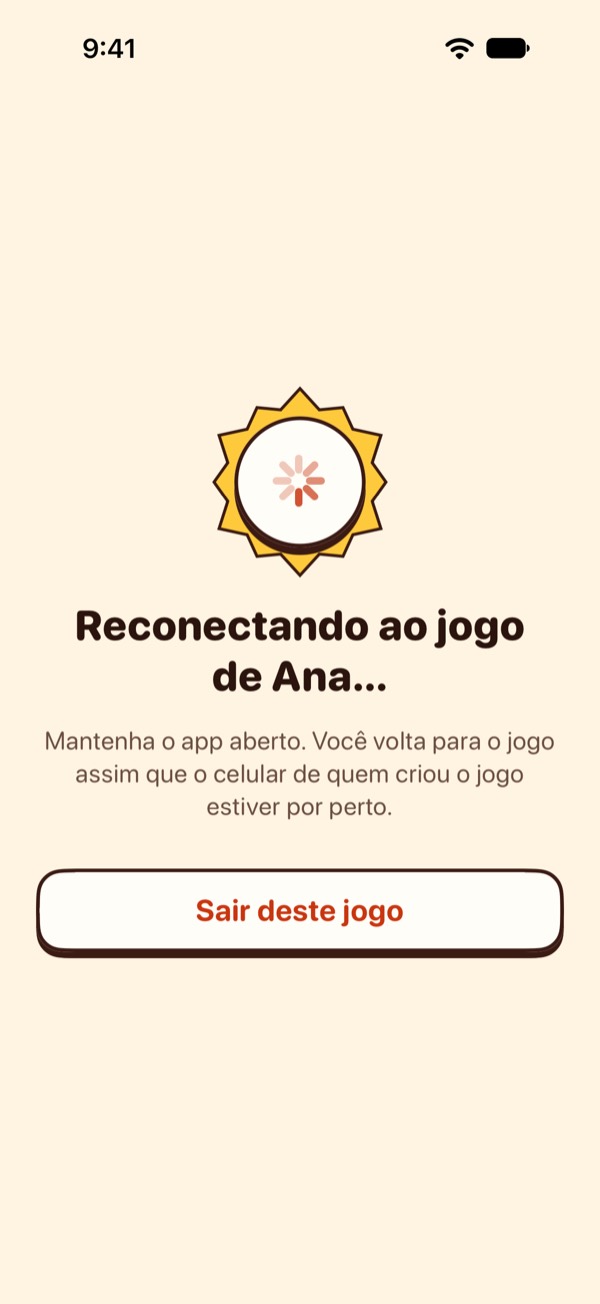 9:41
Reconectando ao jogo
de Ana...
Mantenha o app aberto. Você volta para o jogo
assim que o celular de quem criou o jogo
estiver por perto.
Sair deste jogo